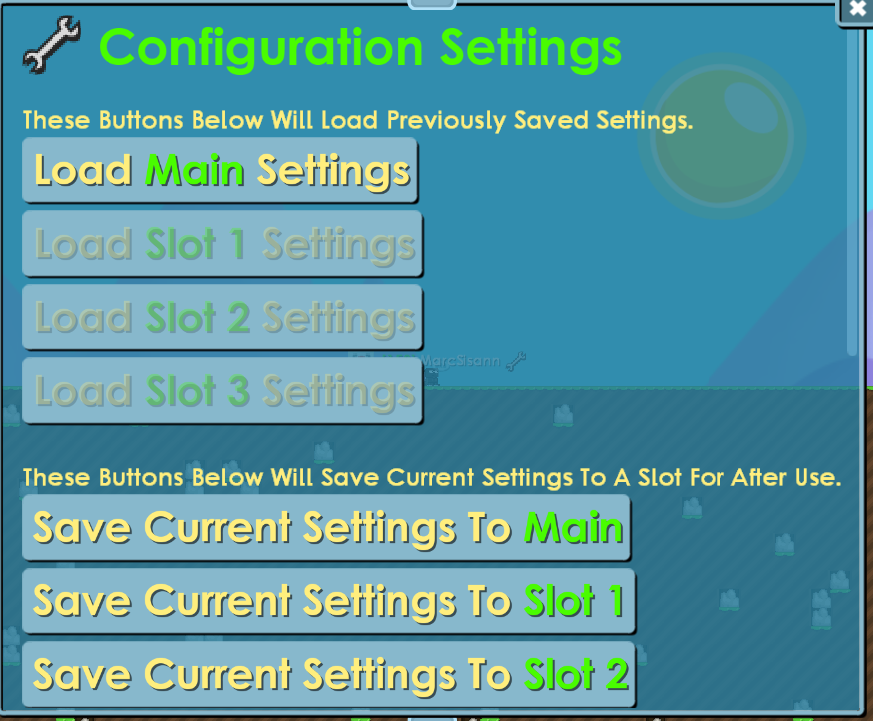 Configuration Settings
These Buttons Below Will Load Previously Saved Settings.
Load Main Settings
Load Slot 1 Settings
Load Slot 2 Settings
MarcSisann
Load Slot 3 Settings
These Buttons Below Will Save Current Settings To A Slot For After Use.
Save Current Settings To Main
Save Current Settings To Slot 1
Save Current Settings To Slot 2